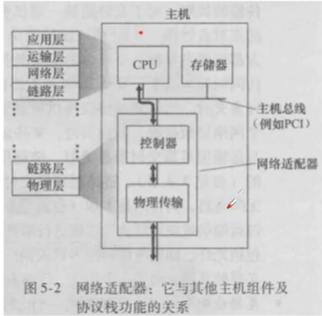 主机
应用层
运输层
网络层
链路层
CPU
存储器
主机总线
(例如PCI)
控制器
网络适配器
链路层
物理层
物理传输
图5-2 网络适配器:它与其他主机组件及
协议栈功能的关系